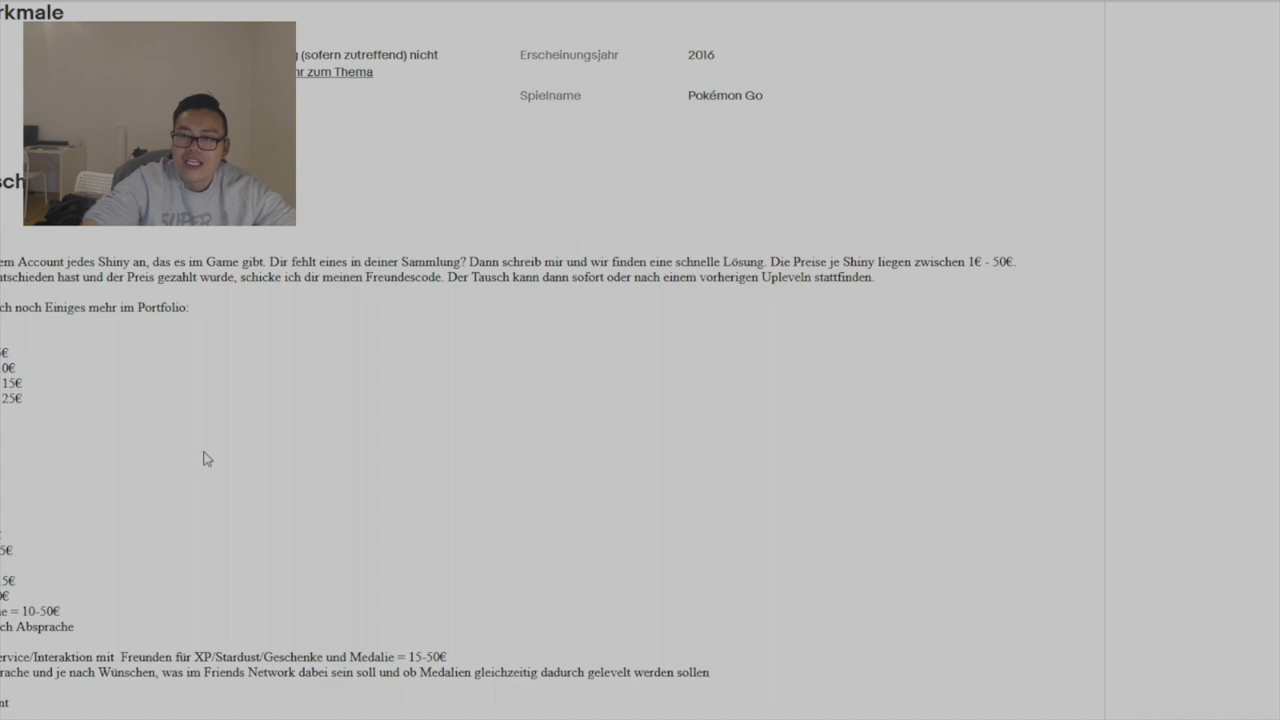 rkmale
(sofern zutreffend) nicht
Erscheinungsjahr
2016
hr zum Thema
Spielname
Pokémon Go
sch
SUPER
em Account jedes Shiny an, das es im Game gibt. Dir fehlt eines in deiner Sammlung? Dann schreib mir und wir finden eine schnelle Lösung. Die Preise je Shiny liegen zwischen 1€ - 50€.
ntschieden hast und der Preis gezahlt wurde, schicke ich dir meinen Freundescode. Der Tausch kann dann sofort oder nach einem vorherigen Upleveln stattfinden.
ch noch Einiges mehr im Portfolio:
€
0€
15€
25€
5€
5€
€
e = 10-50€
ch Absprache
ervice/Interaktion mit Freunden für XP/Stardust/Geschenke und Medalie = 15-50€
rache und je nach Wünschen, was im Friends Network dabei sein soll und ob Medalien gleichzeitig dadurch gelevelt werden sollen
nt